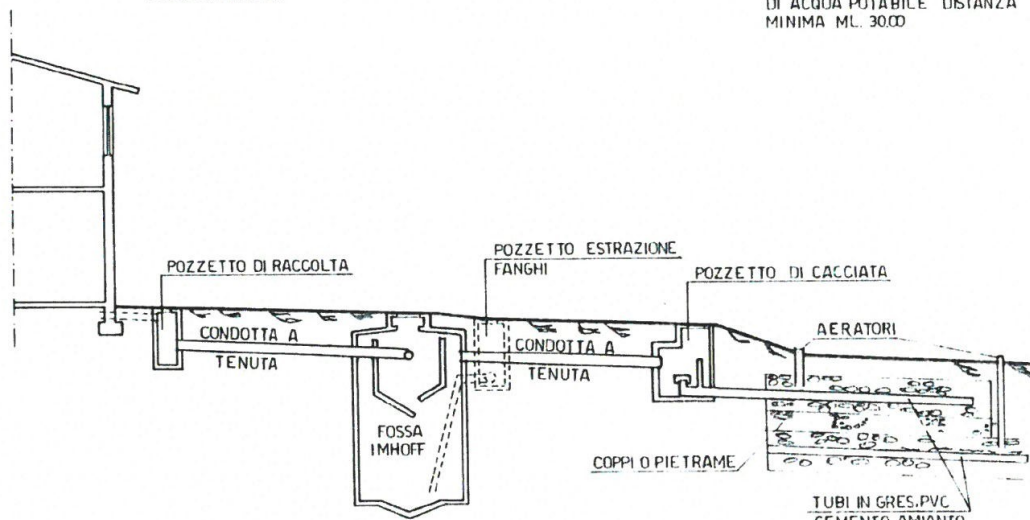 DI ACQUA POTABILE DISTANZA
MINIMA ML. 30.00
POZZETTO DI RACCOLTA
POZZETTO ESTRAZIONE
FANGHI
POZZETTO DI CACCIATA
CONDOTTA A
TENUTA
CONDOTTA A
TENUTA
AERATORI
FOSSA
IMHOFF
COPPI O PIETRAME
TUBI IN GRES.PVC
CEMENTO AMIANTO